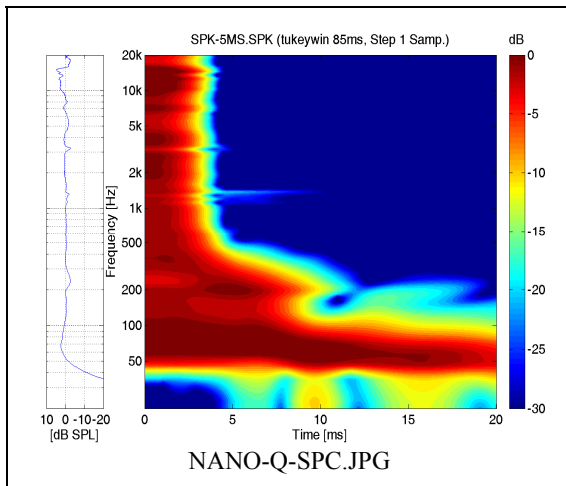 SPK-5MS.SPK (tukeywin 85ms, Step 1 Samp.)
dB
20k
10k
5k
2k
1k
500
200
100
50
Frequency [Hz]
0
-5
-10
-15
-20
-25
-30
10 0 -10 -20
[dB SPL]
0 5 10 15 20
Time [ms]
NANO-Q-SPC.JPG